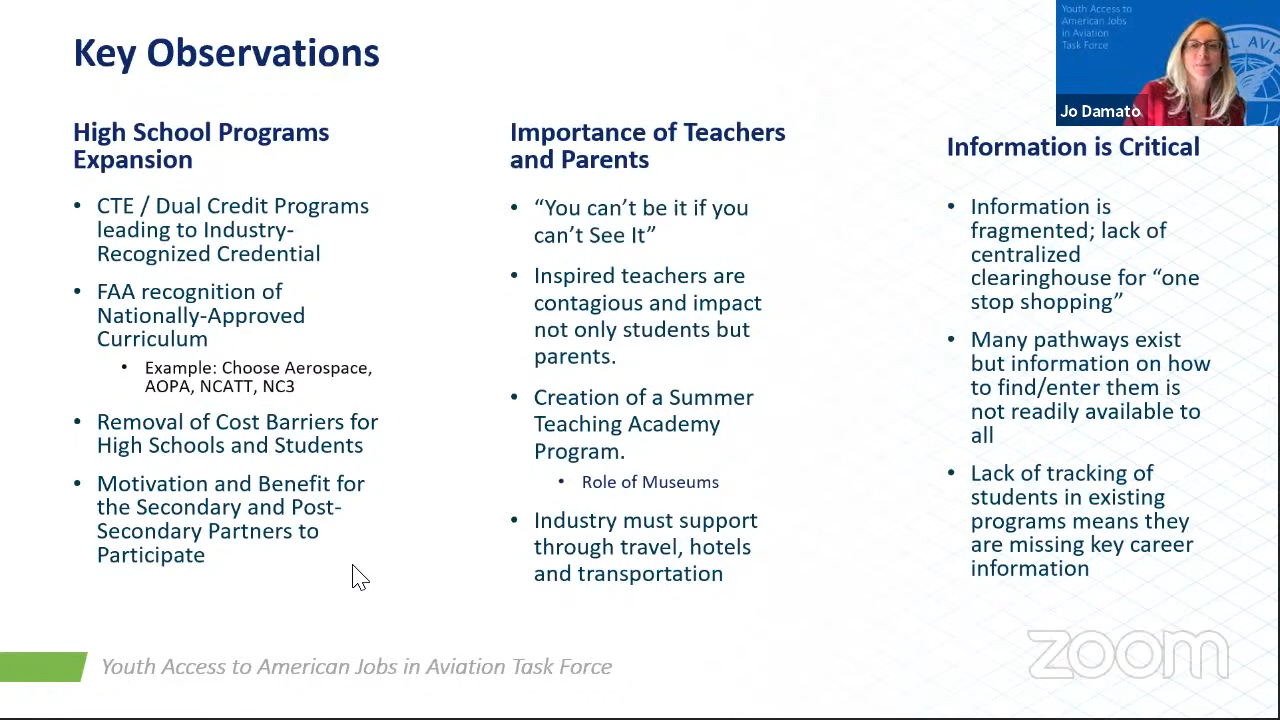 Key Observations
High School Programs
Expansion
• CTE / Dual Credit Programs
leading to Industry-
Recognized Credential
• FAA recognition of
Nationally-Approved
Curriculum
• Example: Choose Aerospace,
AOPA, NCATT, NC3
• Removal of Cost Barriers for
High Schools and Students
• Motivation and Benefit for
the Secondary and Post-
Secondary Partners to
Participate
Importance of Teachers
and Parents
• “You can’t be it if you
can’t See It”
• Inspired teachers are
contagious and impact
not only students but
parents.
• Creation of a Summer
Teaching Academy
Program.
• Role of Museums
• Industry must support
through travel, hotels
and transportation
Information is Critical
• Information is
fragmented; lack of
centralized
clearinghouse for “one
stop shopping”
• Many pathways exist
but information on how
to find/enter them is
not readily available to
all
• Lack of tracking of
students in existing
programs means they
are missing key career
information
Youth Access to
American Jobs
in Aviation
Task Force
Jo Damato
Youth Access to American Jobs in Aviation Task Force
zoom